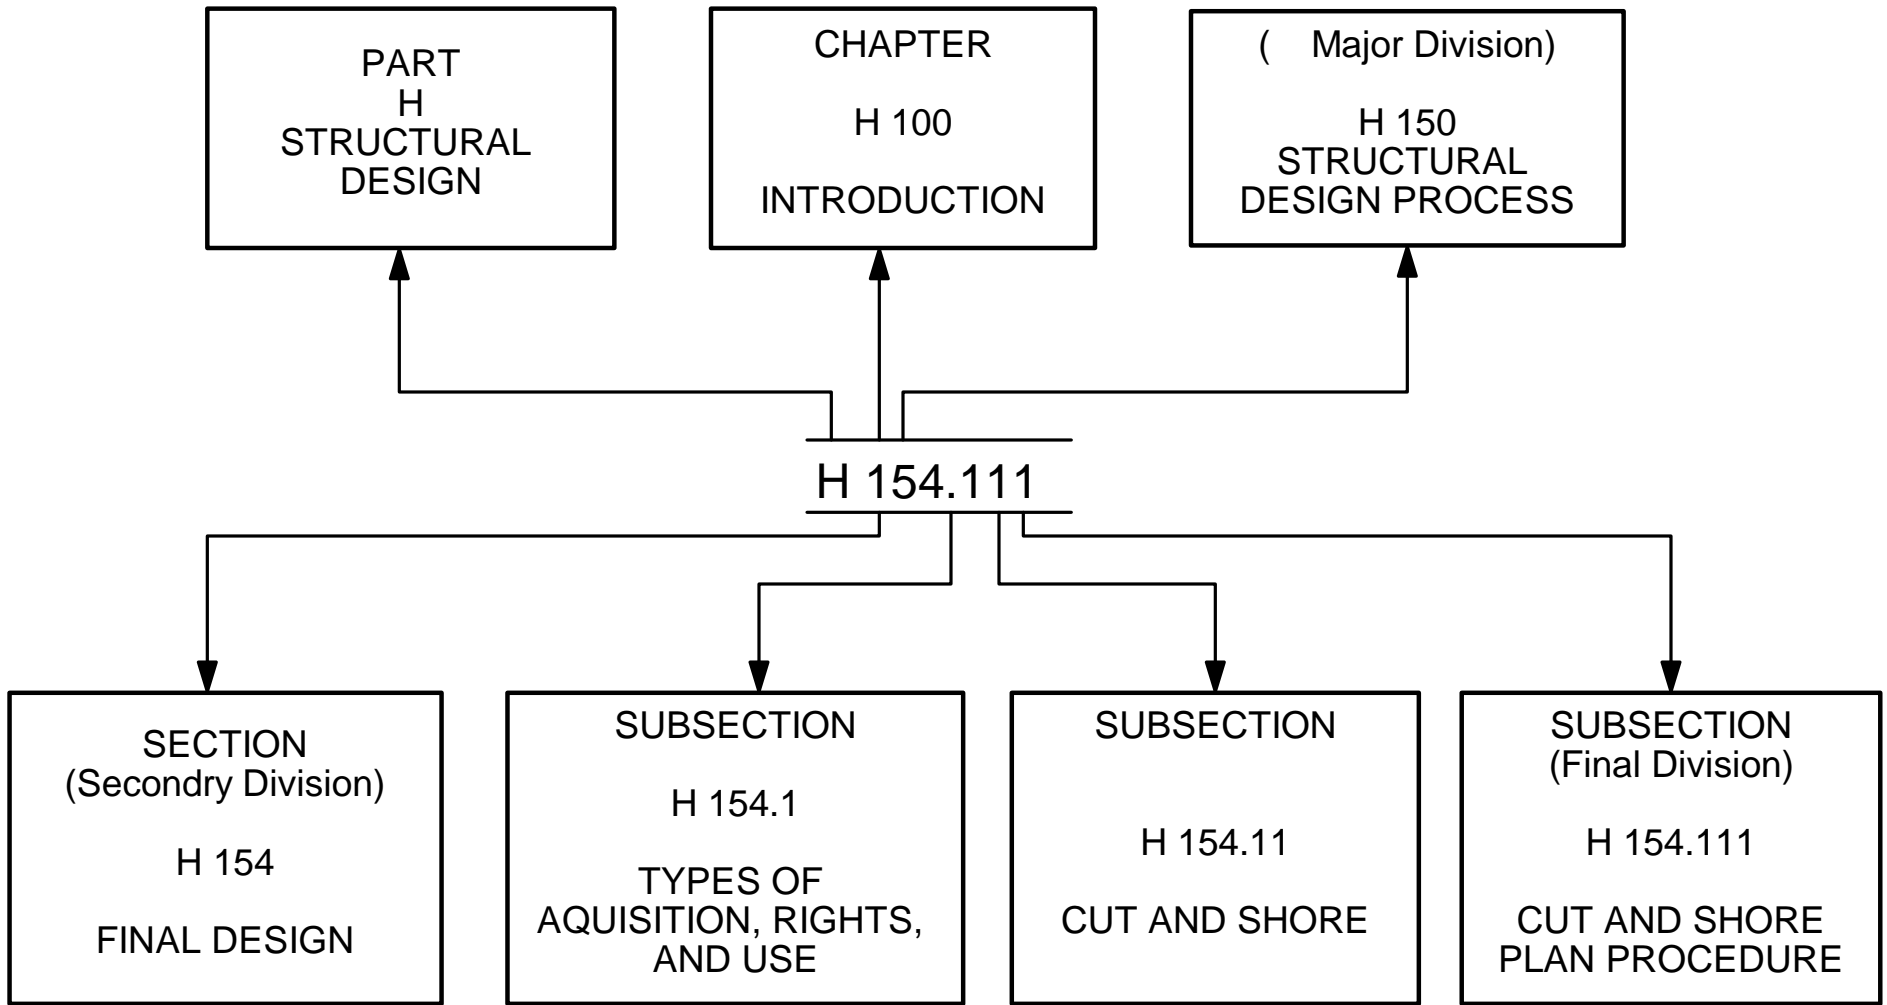 PART
H
STRUCTURAL
DESIGN
CHAPTER
H 100
INTRODUCTION
( Major Division)
H 150
STRUCTURAL
DESIGN PROCESS
H 154.111
SECTION
(Secondry Division)
H 154
FINAL DESIGN
SUBSECTION
H 154.1
TYPES OF
AQUISITION, RIGHTS,
AND USE
SUBSECTION
H 154.11
CUT AND SHORE
SUBSECTION
(Final Division)
H 154.111
CUT AND SHORE
PLAN PROCEDURE